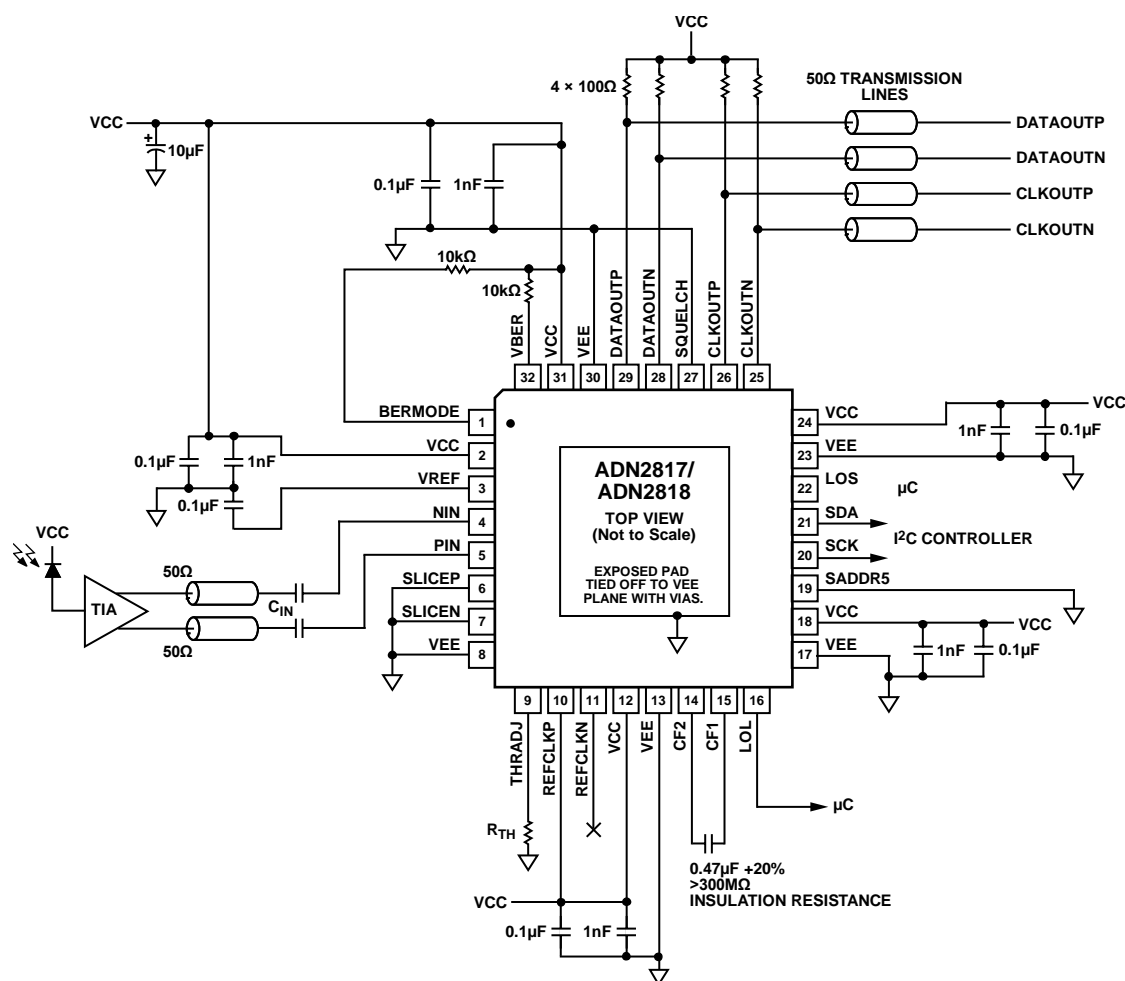 VCC
4 × 100Ω
50Ω TRANSMISSION
LINES
VCC
+
10µF
DATAOUTP
DATAOUTN
CLKOUTP
CLKOUTN
0.1µF
1nF
10kΩ
10kΩ
VBER
VCC
VEE
DATAOUTP
DATAOUTN
SQUELCH
CLKOUTP
CLKOUTN
32
31
30
29
28
27
26
25
BERMODE
1
VCC
2
VREF
3
NIN
4
PIN
5
SLICEP
6
SLICEN
7
VEE
8
0.1µF
1nF
0.1µF
VCC
TIA
50Ω
50Ω
CIN
ADN2817/
ADN2818
TOP VIEW
(Not to Scale)
EXPOSED PAD
TIED OFF TO VEE
PLANE WITH VIAS.
24
VCC
23
VEE
22
LOS
21
SDA
20
SCK
19
SADDR5
18
VCC
17
VEE
VCC
1nF
0.1µF
µC
I2C CONTROLLER
VCC
1nF
0.1µF
9
10
11
12
13
14
15
16
THRADJ
REFCLKP
REFCLKN
VCC
VEE
CF2
CF1
LOL
RTH
µC
0.47µF +20%
>300MΩ
INSULATION RESISTANCE
VCC
0.1µF
1nF